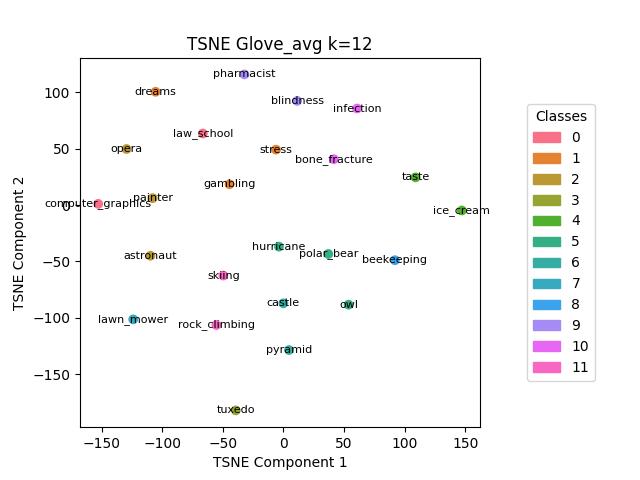 TSNE Glove_avg k=12
pharmacist
dreams
blindness
infection
law_school
opera
stress
bone_fracture
taste
gambling
painter
computer_graphics
ice_cream
hurricane
polar_bear
astronaut
beekeeping
skiing
castle
owl
lawn_mower
rock_climbing
pyramid
tuxedo
100
50
0
−50
−100
−150
TSNE Component 2
−150
−100
−50
0
50
100
150
TSNE Component 1
Classes
0
1
2
3
4
5
6
7
8
9
10
11